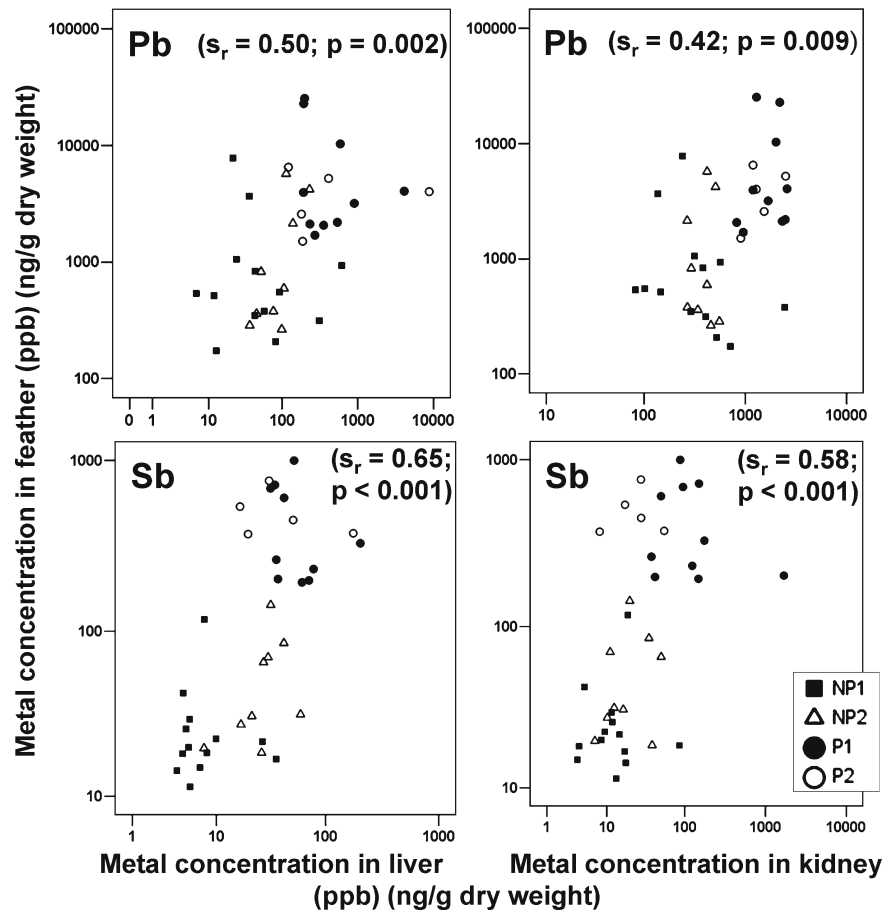 Metal concentration in feather (ppb) (ng/g dry weight)
Pb (sr = 0.50; p = 0.002)
100000
10000
1000
100
0 1 10 100 1000 10000
Pb (sr = 0.42; p = 0.009)
100000
10000
1000
100
10 100 1000 10000
Sb (sr = 0.65;
p < 0.001)
1000
100
10
1 10 100 1000
Sb (sr = 0.58;
p < 0.001)
1000
100
10
1 10 100 1000 10000
NP1
NP2
P1
P2
Metal concentration in liver Metal concentration in kidney
(ppb) (ng/g dry weight)